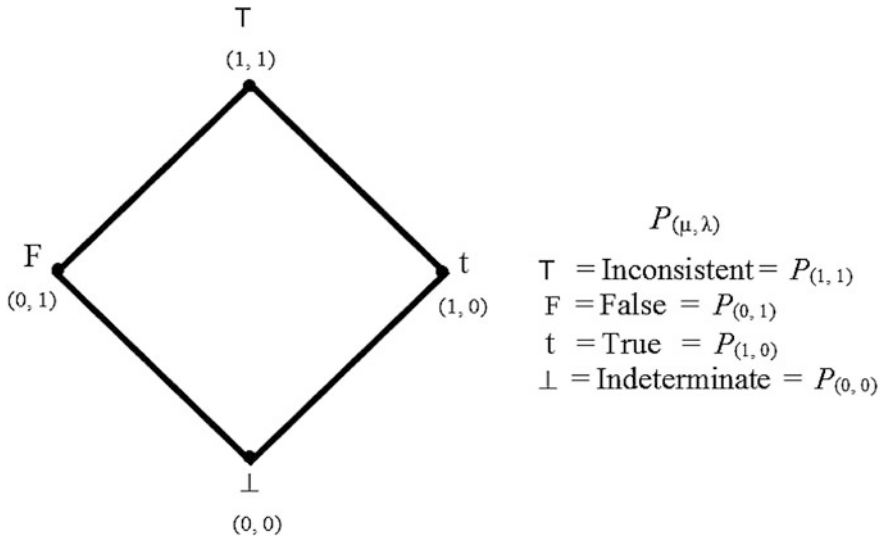 T
(1, 1)
F
(0, 1)
t
(1, 0)
⊥
(0, 0)
P(μ, λ)
T = Inconsistent = P(1, 1)
F = False = P(0, 1)
t = True = P(1, 0)
⊥ = Indeterminate = P(0, 0)